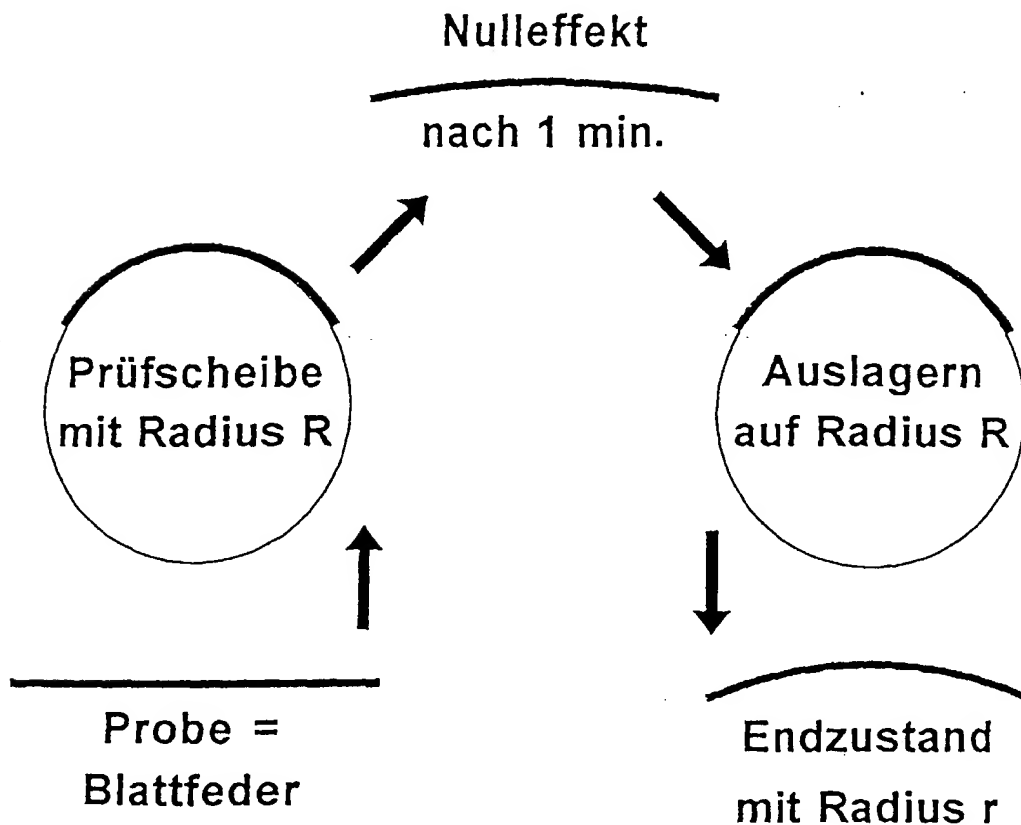 Nulleffekt
nach 1 min.
Prüfscheibe
mit Radius R
Auslagern
auf Radius R
Probe =
Blattfeder
Endzustand
mit Radius r